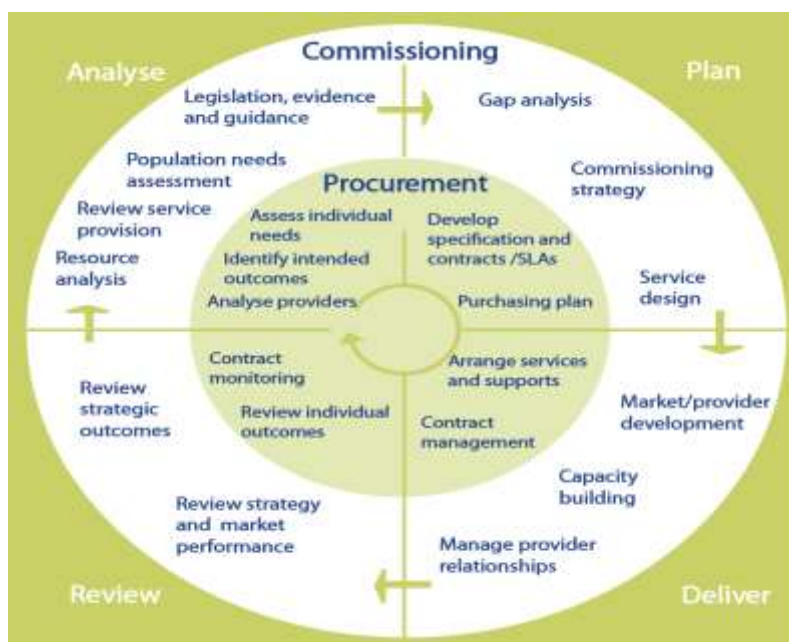 Commissioning
Analyse
Plan
Legislation, evidence
and guidance
Gap analysis
Population needs
assessment
Commissioning
strategy
Review service
provision
Resource
analysis
Service
design
Procurement
Assess individual
needs
Identify intended
outcomes
Analyse providers
Develop
specification and
contracts /SLAs
Purchasing plan
Contract
monitoring
Review individual
outcomes
Arrange services
and supports
Contract
management
Review
strategic
outcomes
Market/provider
development
Capacity
building
Review strategy
and market
performance
Manage provider
relationships
Review
Deliver